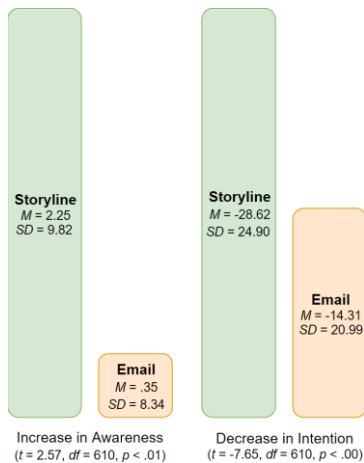 Storyline
M = 2.25
SD = 9.82
Email
M = .35
SD = 8.34
Increase in Awareness
(t = 2.57, df = 610, p < .01)
Storyline
M = -28.62
SD = 24.90
Email
M = -14.31
SD = 20.99
Decrease in Intention
(t = -7.65, df = 610, p < .00)